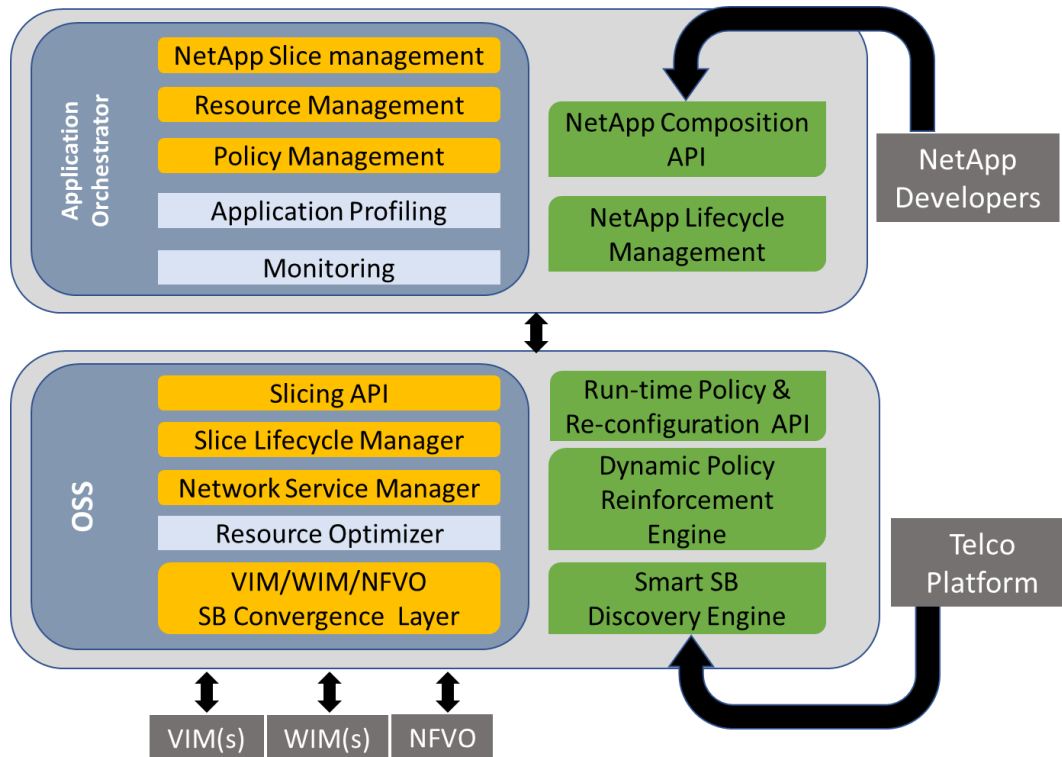 Application
Orchestrator
NetApp Slice management
Resource Management
Policy Management
Application Profiling
Monitoring
NetApp Composition
API
NetApp Lifecycle
Management
NetApp
Developers
OSS
Slicing API
Slice Lifecycle Manager
Network Service Manager
Resource Optimizer
VIM/WIM/NFVO
SB Convergence Layer
Run-time Policy &
Re-configuration API
Dynamic Policy
Reinforcement
Engine
Smart SB
Discovery Engine
Telco
Platform
VIM(s)
WIM(s)
NFVO